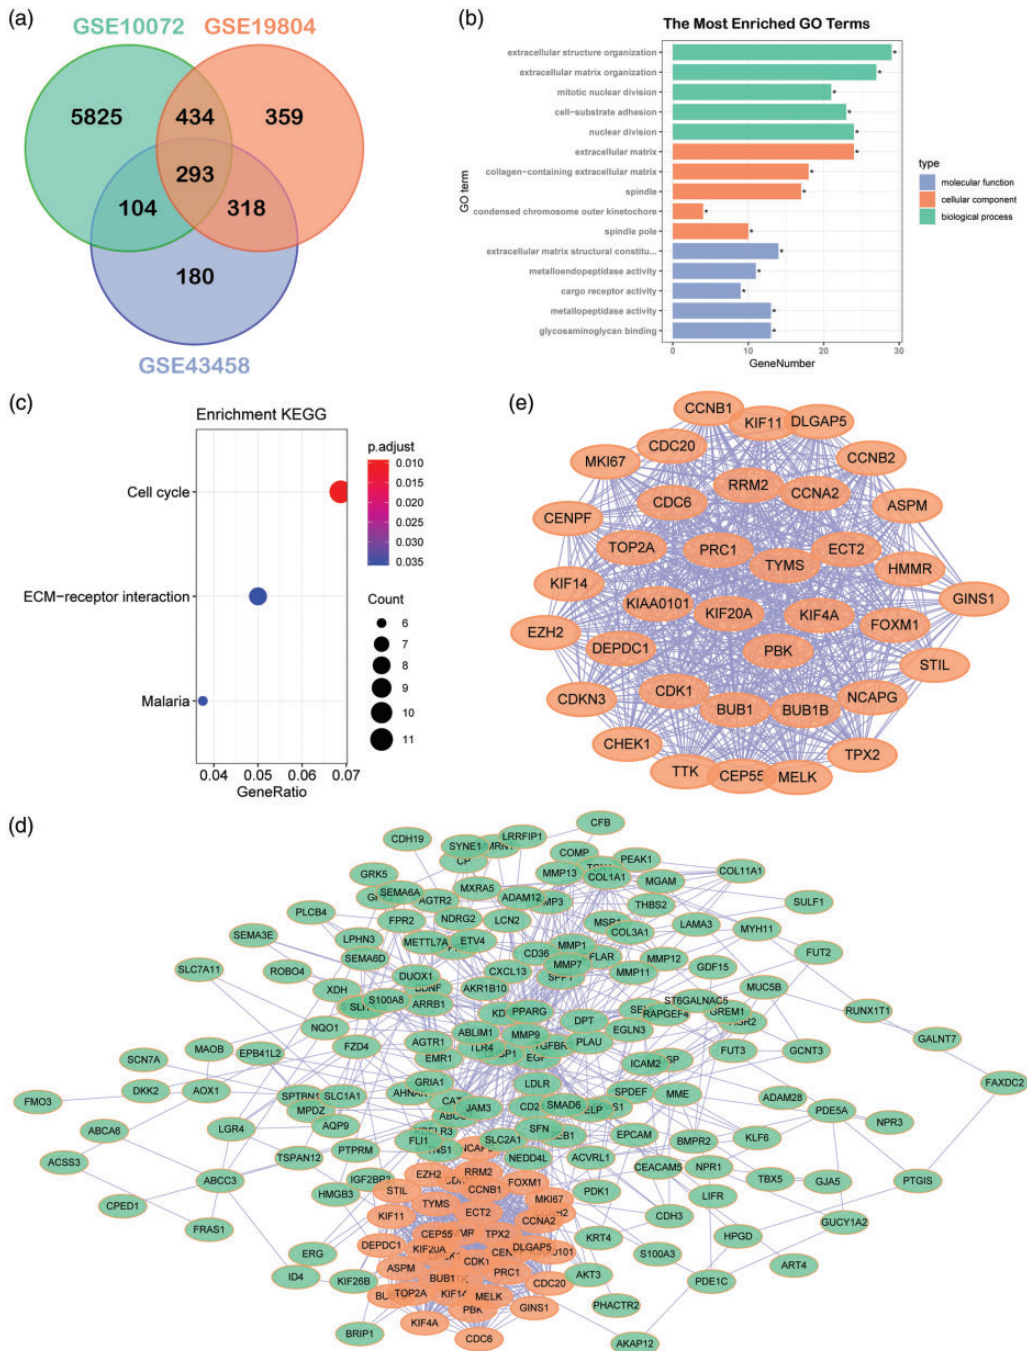 (a)
GSE10072
GSE19804
5825
434
359
293
104
318
180
GSE43458
(b)
The Most Enriched GO Terms
GO term
extracellular structure organization
extracellular matrix organization
mitotic nuclear division
cell-substrate adhesion
nuclear division
extracellular matrix
collagen-containing extracellular matrix
spindle
condensed chromosome outer kinetochore
spindle pole
extracellular matrix structural constitu...
metalloendopeptidase activity
cargo receptor activity
metallopeptidase activity
glycosaminoglycan binding
0 10 20 30
GeneNumber
type
molecular function
cellular component
biological process
(c)
Enrichment KEGG
Cell cycle
ECM-receptor interaction
Malaria
0.04 0.05 0.06 0.07
GeneRatio
p.adjust
0.010
0.015
0.020
0.025
0.030
0.035
Count
6
7
8
9
10
11
(e)
CCNB1
KIF11
DLGAP5
CDC20
MKI67
CCNB2
RRM2
CCNA2
CDC6
ASPM
CENPF
TOP2A
PRC1
ECT2
TYMS
HMMR
KIF14
GINS1
KIAA0101
KIF20A
KIF4A
FOXM1
EZH2
DEPDC1
PBK
STIL
CDKN3
CDK1
BUB1
BUB1B
NCAPG
CHEK1
TPX2
TTK
CEP55
MELK
(d)
CFB
CDH19
SYNE1
LRRFIP1
COMP
PEAK1
COL11A1
GRK5
SEMA6A
AGTR2
MXRA5
ADAM12
MMP13
COL1A1
MGAM
SULF1
PLCB4
FPR2
NDRG2
LCN2
THBS2
LAMA3
MYH11
SEMA3E
LPHN3
METTL7A
ETV4
COL3A1
FUT2
SLC7A11
ROBO4
SEMA6D
CD36
MMP1
MMP7
MMP11
MMP12
GDF15
XDH
DUOX1
AKR1B10
CXCL13
MUC5B
S100A8
ARRB1
PPARG
ST6GALNAC5
RAPGEF4
GREM1
RUNX1T1
NQO1
ABLIM1
DPT
EGLN3
GALNT7
SCN7A
MAOB
EPB41L2
FZD4
AGTR1
MMP9
PLAU
ICAM2
FUT3
GCNT3
EMR1
TLR4
FAXDC2
DKK2
AOX1
GRIA1
LDLR
SPDEF
MME
ADAM28
FMO3
SLC1A1
JAM3
SMAD6
PDE5A
NPR3
ABCA6
MPDZ
AQP9
LGR4
FLI1
SLC2A1
SFN
EPCAM
BMPR2
KLF6
ACSS3
TSPAN12
PTPRM
NEDD4L
ACVRL1
CEACAM5
NPR1
TBX5
GJA5
PTGIS
CPED1
ABCC3
IGF2BP3
HMGB3
EZH2
RRM2
FOXM1
PDK1
LIFR
GUCY1A2
FRAS1
STIL
CCNB1
MKI67
CDH3
TYMS
KIF11
ECT2
CCNA2
KRT4
HPGD
ERG
DEPDC1
CEP55
TPX2
DLGAP5
S100A3
ART4
ID4
KIF26B
KIF20A
CDK1
PRC1
CDC20
AKT3
PDE1C
ASPM
BUB1
TOP2A
KIF14
MELK
PBK
GINS1
PHACTR2
BRIP1
KIF4A
CDC6
AKAP12